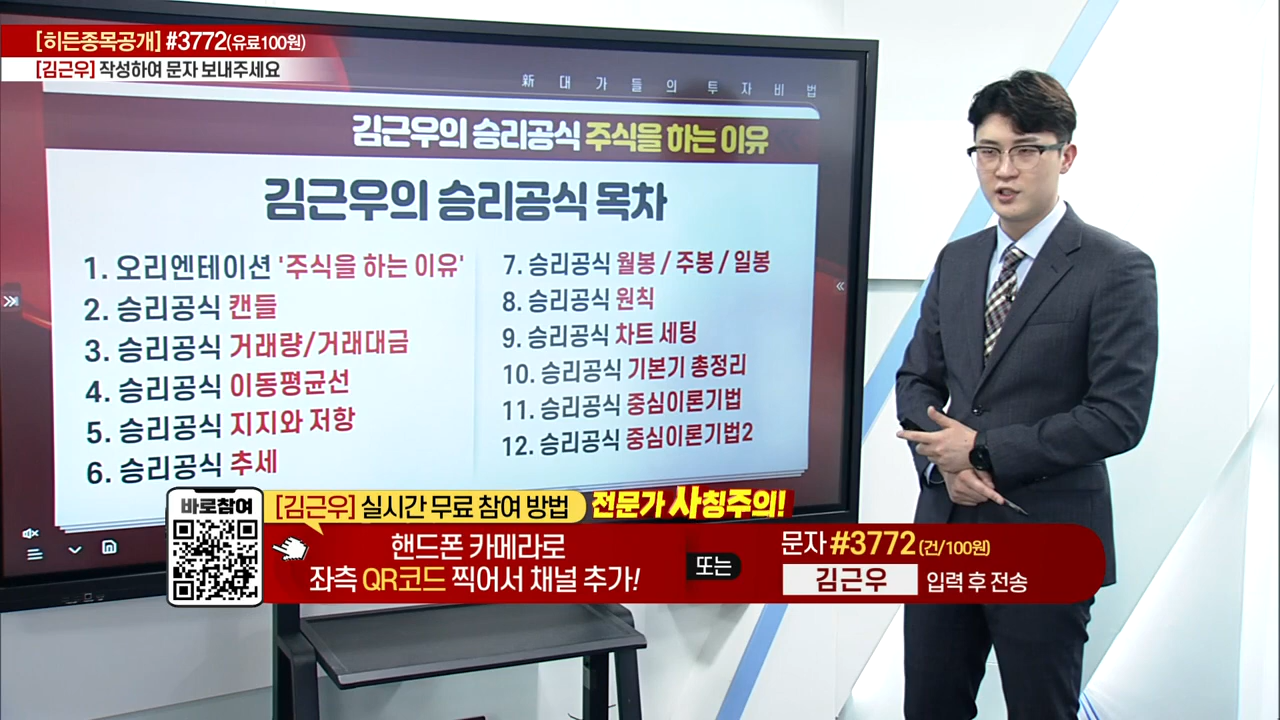 [히든종목공개] #3772(유료100원)
[김근우] 작성하여 문자 보내주세요
新 대 가 들 의 투 자 비 법
김근우의 승리공식 주식을 하는 이유
김근우의 승리공식 목차
1. 오리엔테이션 '주식을 하는 이유'
2. 승리공식 캔들
3. 승리공식 거래량/거래대금
4. 승리공식 이동평균선
5. 승리공식 지지와 저항
6. 승리공식 추세
7. 승리공식 월봉 / 주봉 / 일봉
8. 승리공식 원칙
9. 승리공식 차트 세팅
10. 승리공식 기본기 총정리
11. 승리공식 중심이론기법
12. 승리공식 중심이론기법2
바로참여
[김근우] 실시간 무료 참여 방법 전문가 사칭주의!
핸드폰 카메라로
좌측 QR코드 찍어서 채널 추가!
또는
문자 #3772 (건/100원)
김근우 입력 후 전송